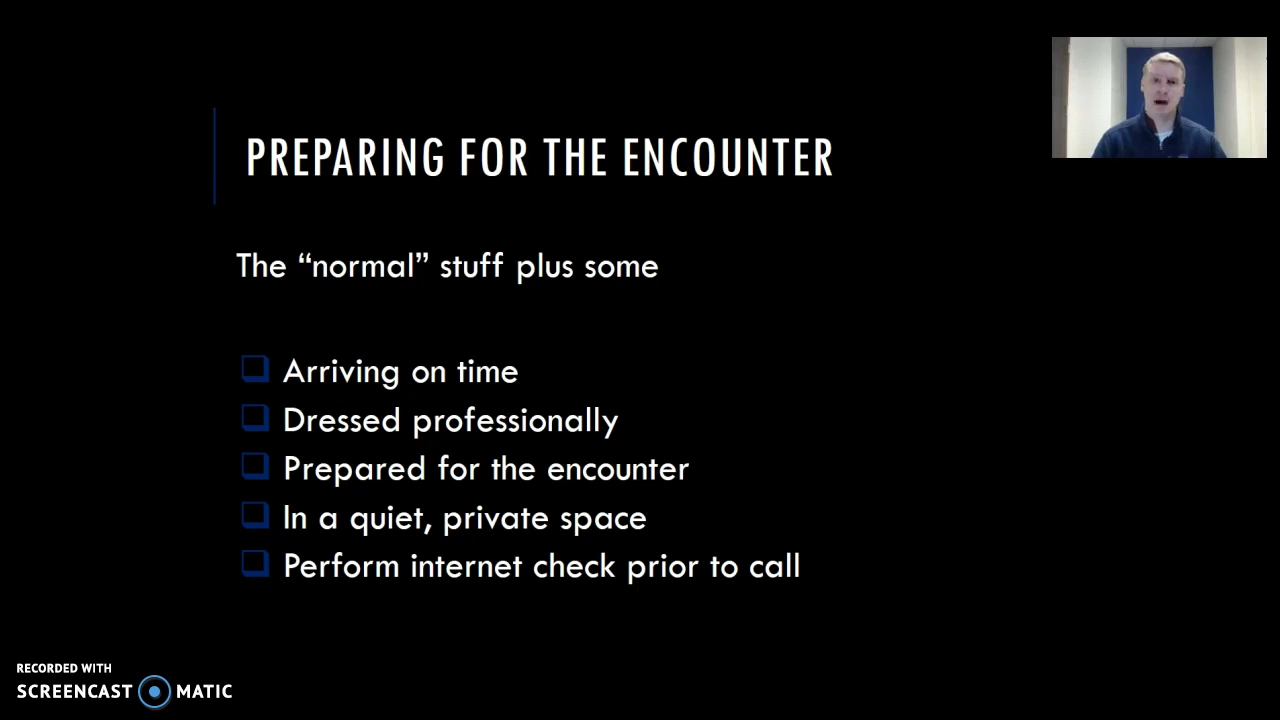 PREPARING FOR THE ENCOUNTER
The “normal” stuff plus some
Arriving on time
Dressed professionally
Prepared for the encounter
In a quiet, private space
Perform internet check prior to call
RECORDED WITH
SCREENCAST MATIC